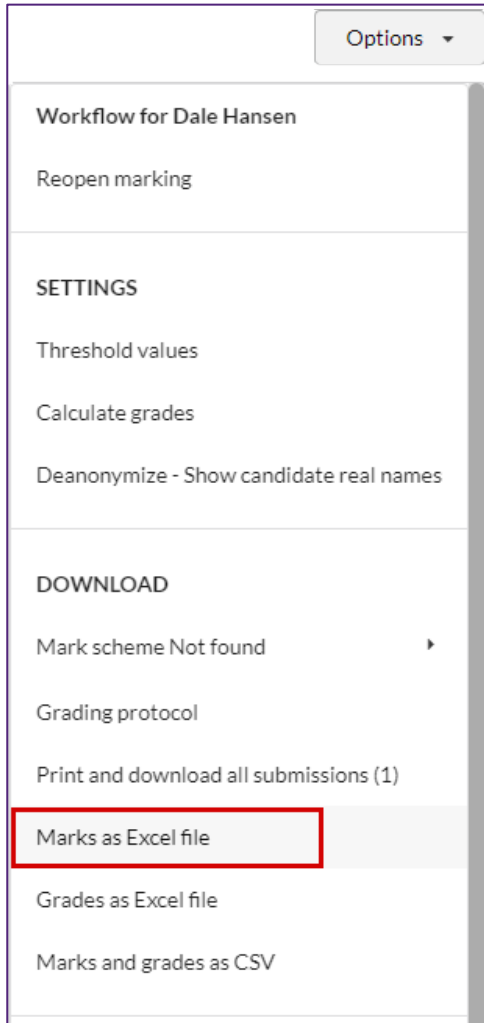 Options
Workflow for Dale Hansen
Reopen marking
SETTINGS
Threshold values
Calculate grades
Deanonymize - Show candidate real names
DOWNLOAD
Mark scheme Not found
Grading protocol
Print and download all submissions (1)
Marks as Excel file
Grades as Excel file
Marks and grades as CSV